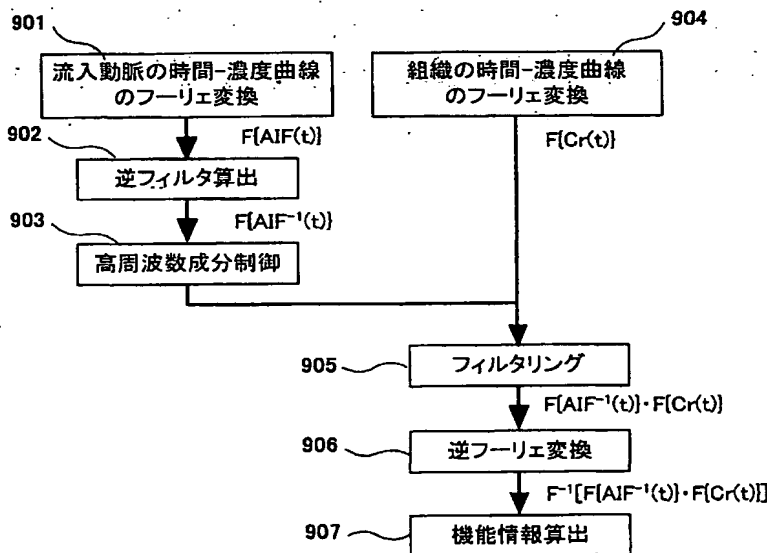 901
流入動脈の時間-濃度曲線
のフーリェ変換
F{AIF(t)}
902
逆フィルタ算出
F{AIF⁻¹(t)}
903
高周波数成分制御
904
組織の時間-濃度曲線
のフーリェ変換
F{Cr(t)}
905
フィルタリング
F{AIF⁻¹(t)}・F{Cr(t)}
906
逆フーリェ変換
F⁻¹[F{AIF⁻¹(t)}・F{Cr(t)}]
907
機能情報算出